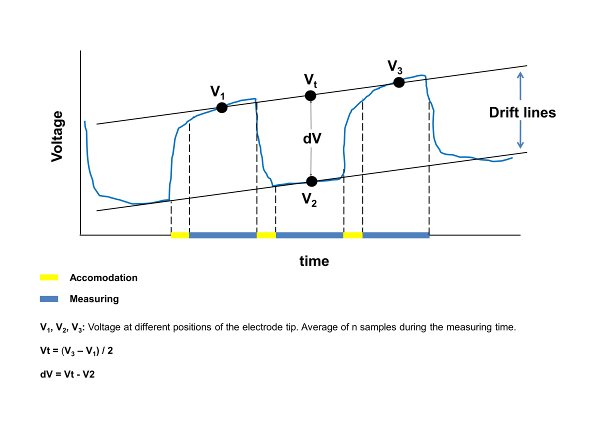 V1
Vt
V3
Voltage
dV
Drift lines
V2
time
Accomodation
Measuring
V1, V2, V3: Voltage at different positions of the electrode tip. Average of n samples during the measuring time.
Vt = (V3 – V1) / 2
dV = Vt - V2